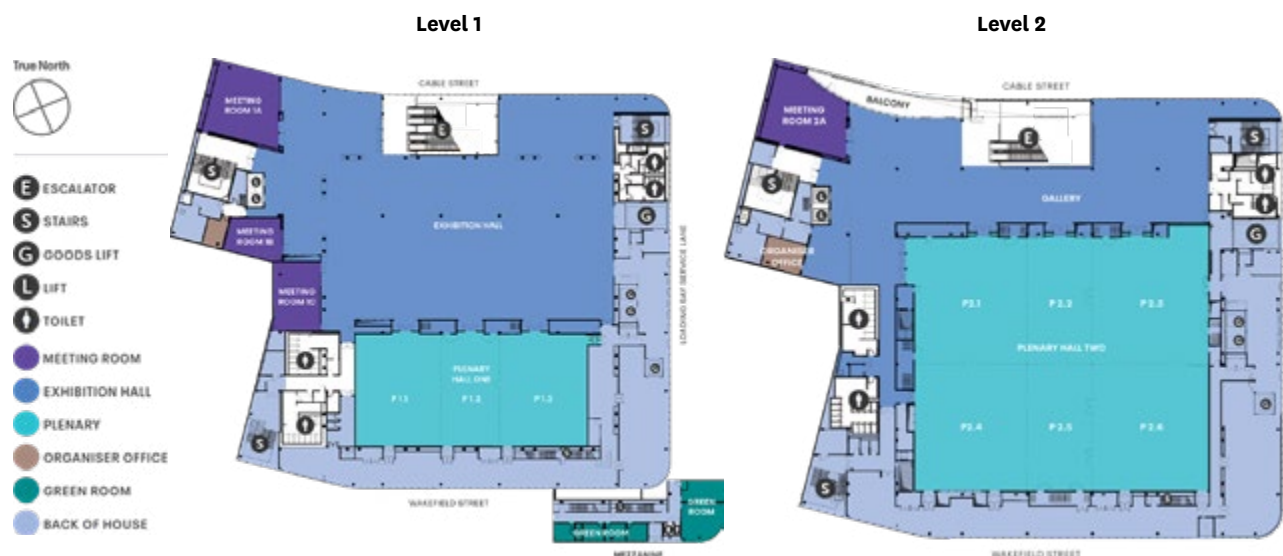 Level 1
Level 2
True North
E ESCALATOR
S STAIRS
G GOODS LIFT
L LIFT
TOILET
MEETING ROOM
EXHIBITION HALL
PLENARY
ORGANISER OFFICE
GREEN ROOM
BACK OF HOUSE
CABLE STREET
MEETING
ROOM 1A
E
S
S
L
L
G
MEETING
ROOM 1B
EXHIBITION HALL
MEETING
ROOM 1C
LOADING BAY SERVICE LANE
PLENARY
HALL ONE
P1.1
P1.2
P1.3
S
WAKEFIELD STREET
GREEN ROOM
GREEN
ROOM
MEZZANINE
CABLE STREET
BALCONY
MEETING
ROOM 2A
E
S
S
L
L
GALLERY
G
ORGANISER
OFFICE
P2.1
P2.2
P2.3
PLENARY HALL TWO
P2.4
P2.5
P2.6
S
WAKEFIELD STREET